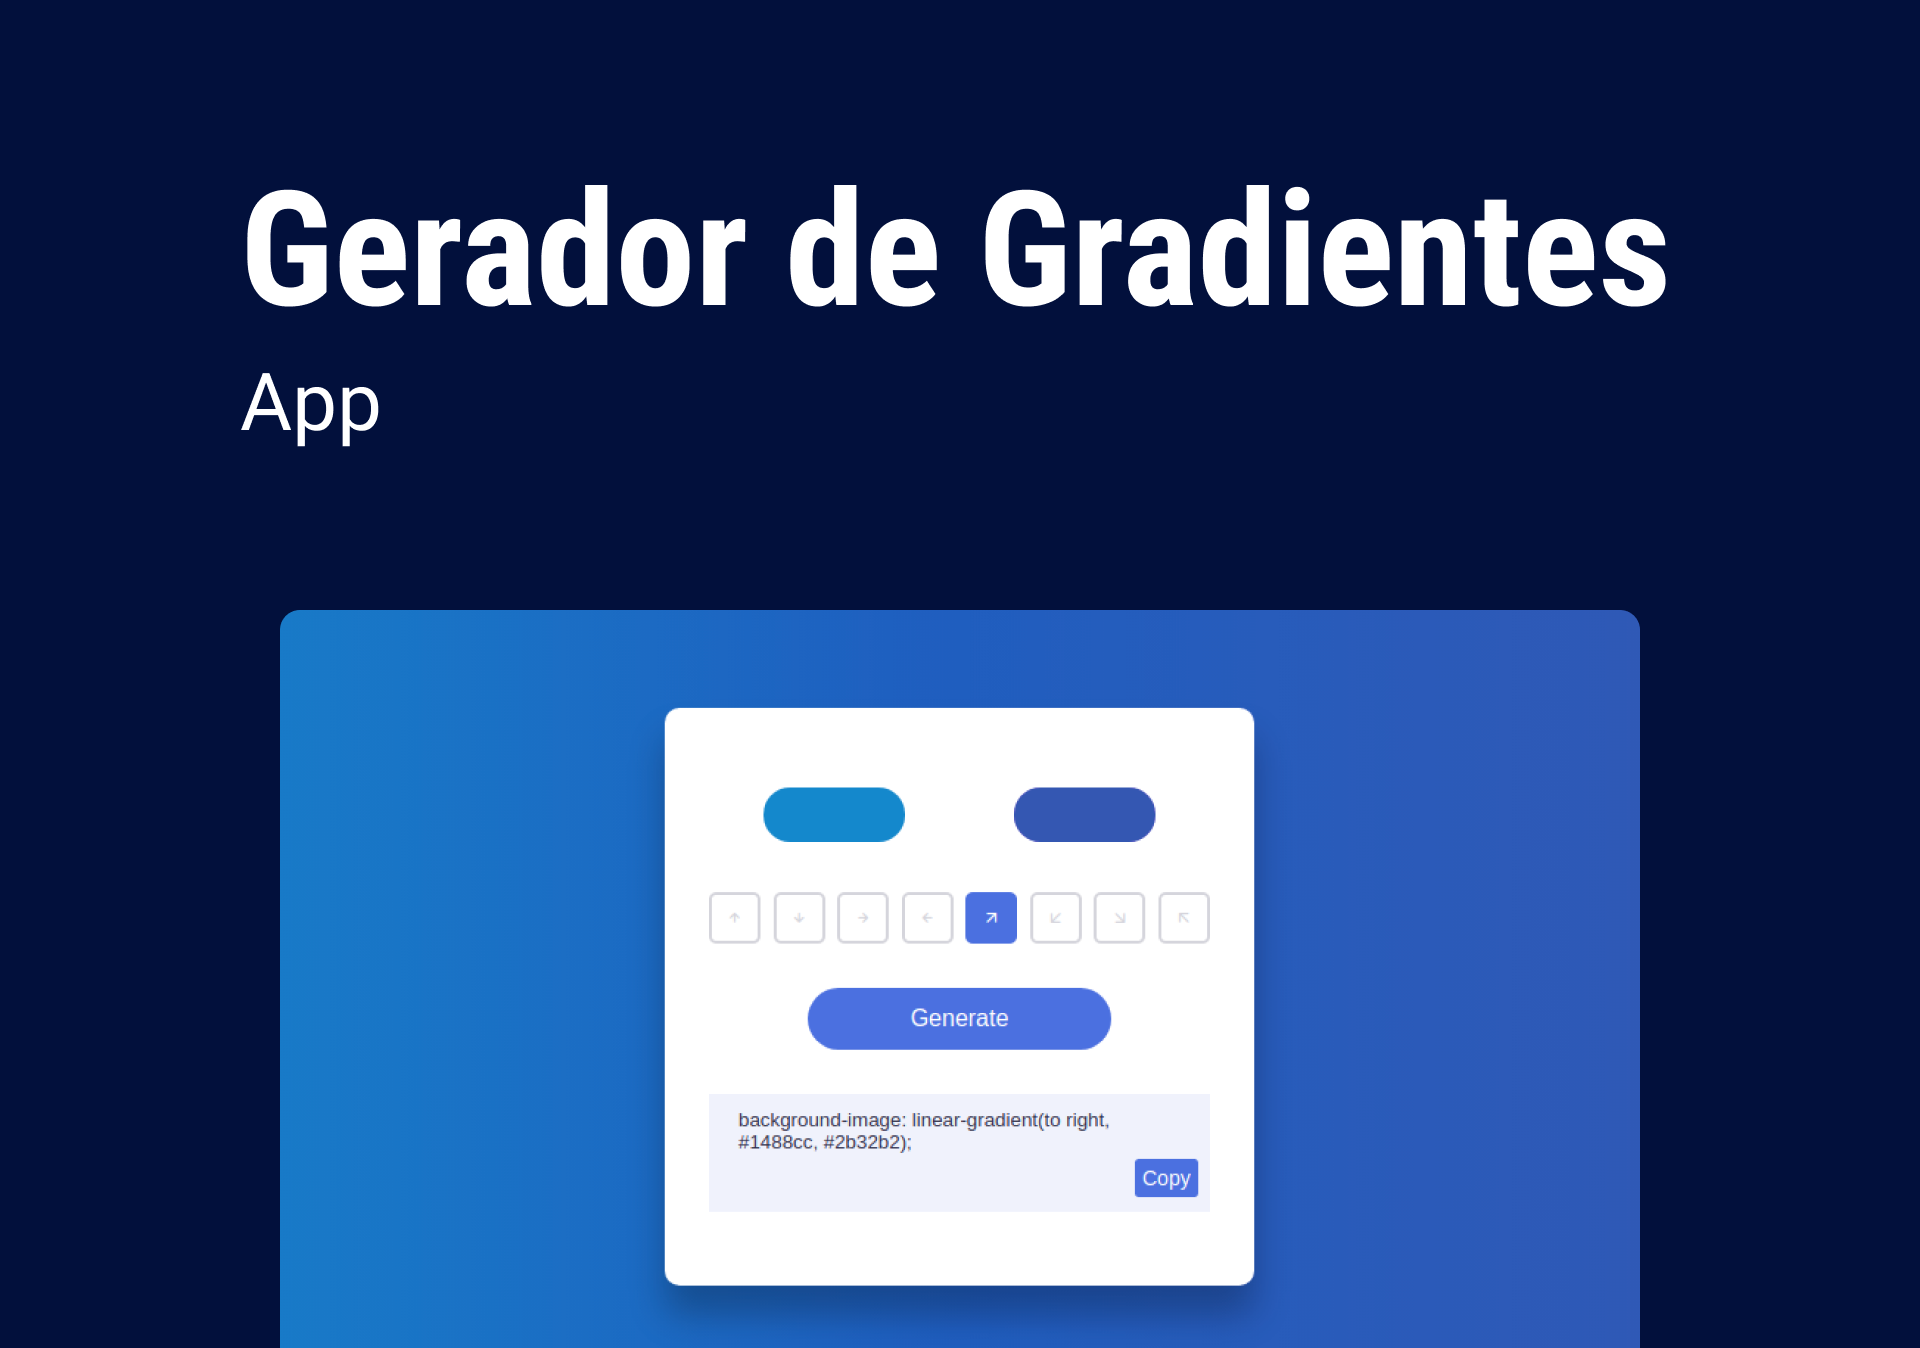 Gerador de Gradientes
App
Generate
background-image: linear-gradient(to right,
#1488cc, #2b32b2);
Copy